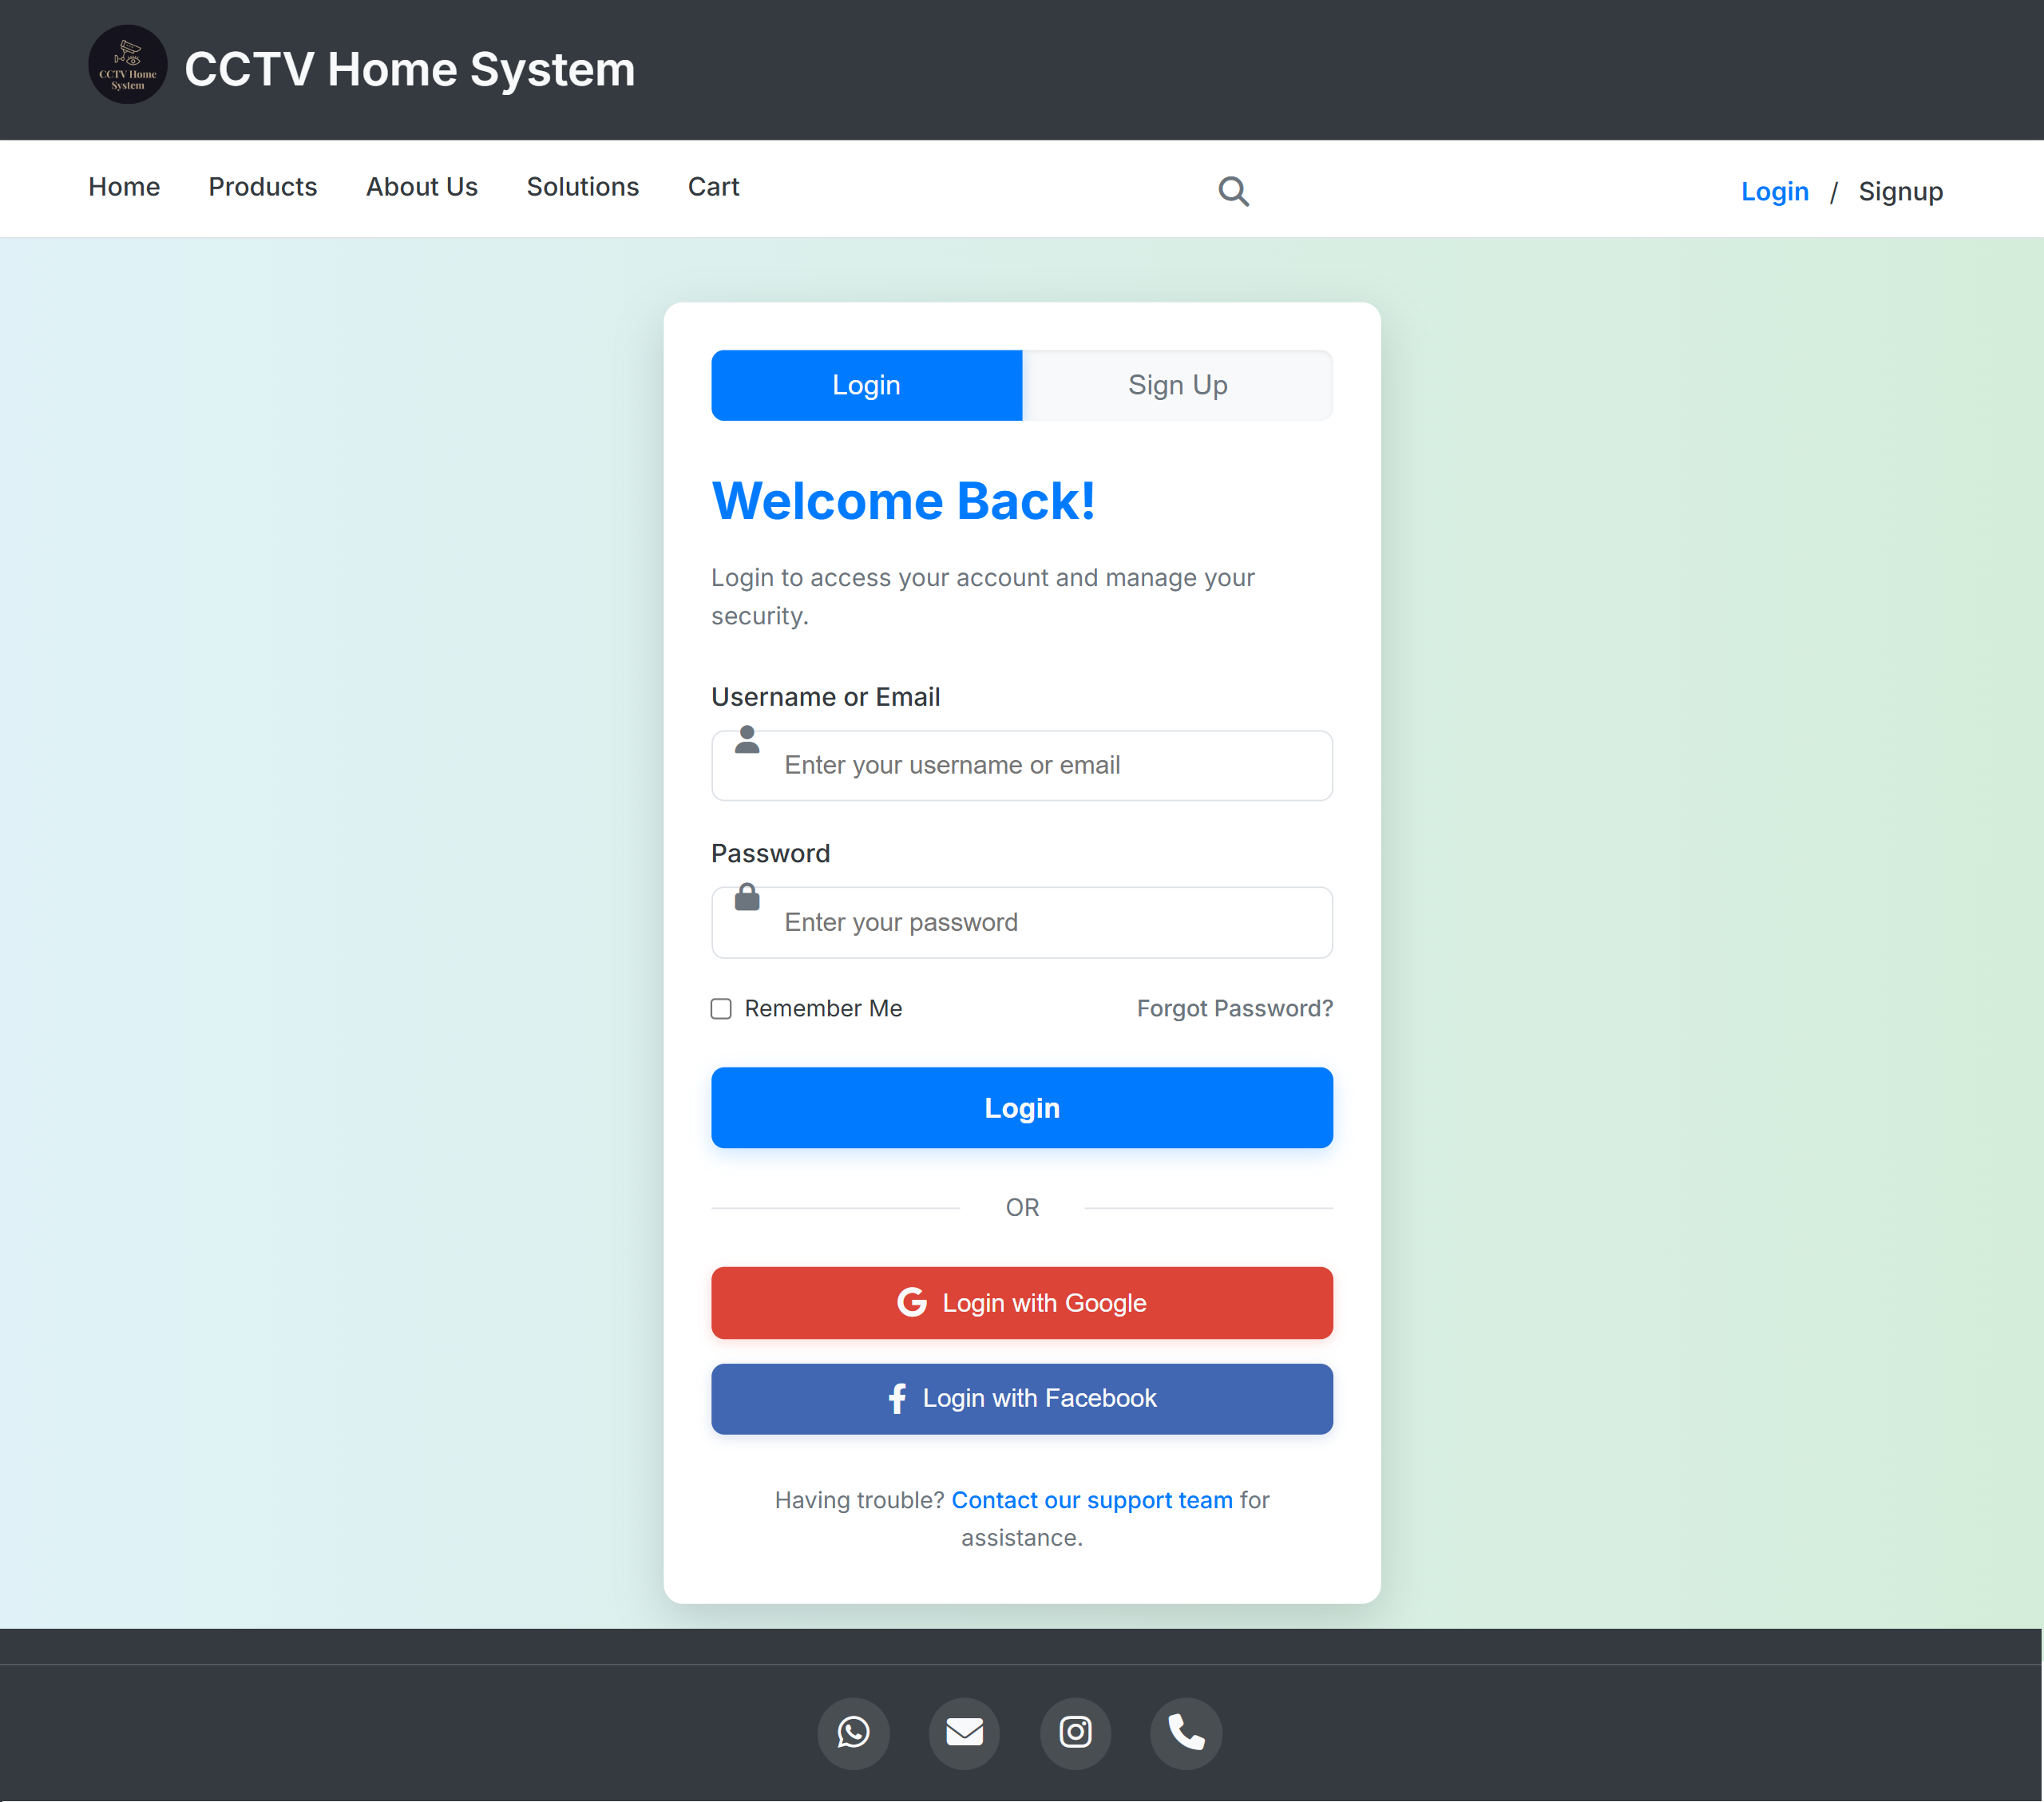 CCTV Home
System
CCTV Home System
Home Products About Us Solutions Cart Login / Signup
Login Sign Up
Welcome Back!
Login to access your account and manage your
security.
Username or Email
Enter your username or email
Password
Enter your password
Remember Me Forgot Password?
Login
OR
G Login with Google
f Login with Facebook
Having trouble? Contact our support team for
assistance.